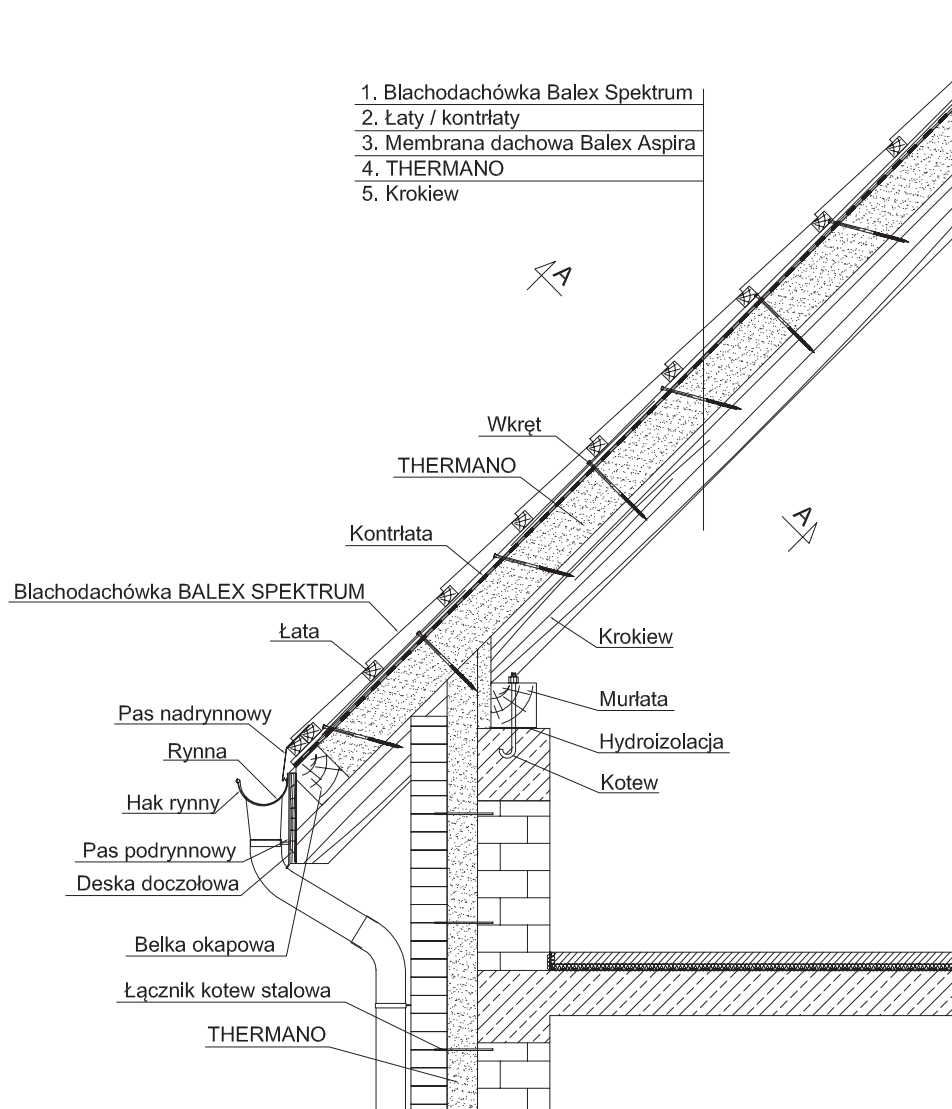 1. Blachodachówka Balex Spektrum
2. Łaty / kontrłaty
3. Membrana dachowa Balex Aspira
4. THERMANO
5. Krokiew
A
Wkręt
THERMANO
A
Kontrłata
Blachodachówka BALEX SPEKTRUM
Łata
Krokiew
Murłata
Pas nadrynnowy
Hydroizolacja
Rynna
Kotew
Hak rynny
Pas podrynnowy
Deska doczołowa
Belka okapowa
Łącznik kotew stalowa
THERMANO